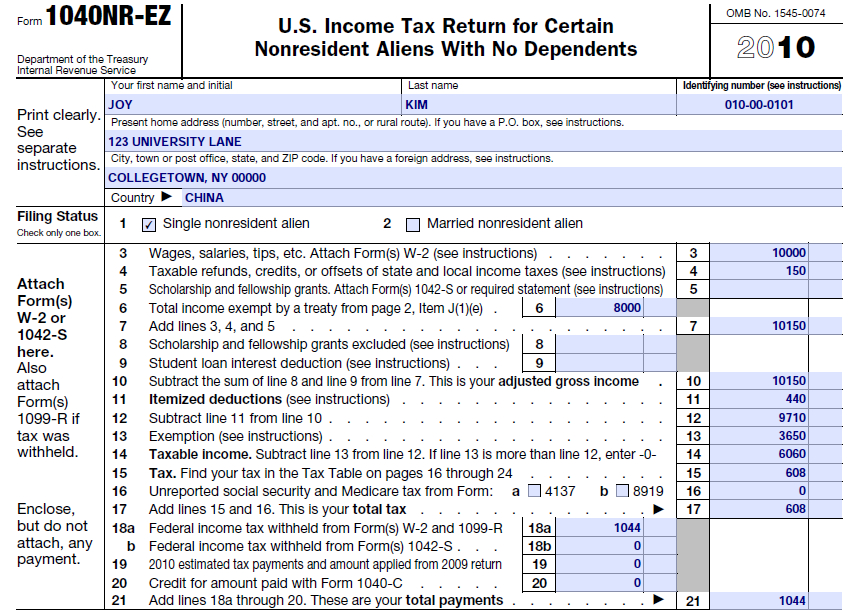 Form 1040NR-EZ
Department of the Treasury
Internal Revenue Service
U.S. Income Tax Return for Certain
Nonresident Aliens With No Dependents
OMB No. 1545-0074
2010
Print clearly.
See
separate
instructions.
Your first name and initial Last name Identifying number (see instructions)
JOY KIM 010-00-0101
Present home address (number, street, and apt. no., or rural route). If you have a P.O. box, see instructions.
123 UNIVERSITY LANE
City, town or post office, state, and ZIP code. If you have a foreign address, see instructions.
COLLEGETOWN, NY 00000
Country ▶ CHINA
Filing Status
Check only one box.
1 ✓ Single nonresident alien 2 Married nonresident alien
Attach
Form(s)
W-2 or
1042-S
here.
Also
attach
Form(s)
1099-R if
tax was
withheld.
Enclose,
but do not
attach, any
payment.
3 Wages, salaries, tips, etc. Attach Form(s) W-2 (see instructions) . . . . . . . 3 10000
4 Taxable refunds, credits, or offsets of state and local income taxes (see instructions) 4 150
5 Scholarship and fellowship grants. Attach Form(s) 1042-S or required statement (see instructions) 5
6 Total income exempt by a treaty from page 2, Item J(1)(e) . 6 8000
7 Add lines 3, 4, and 5 . . . . . . . . . . . . . . . . . . . . 7 10150
8 Scholarship and fellowship grants excluded (see instructions) 8
9 Student loan interest deduction (see instructions) . . . 9
10 Subtract the sum of line 8 and line 9 from line 7. This is your adjusted gross income . 10 10150
11 Itemized deductions (see instructions) . . . . . . . . . . . . . . 11 440
12 Subtract line 11 from line 10 . . . . . . . . . . . . . . . . . . 12 9710
13 Exemption (see instructions) . . . . . . . . . . . . . . . . . . 13 3650
14 Taxable income. Subtract line 13 from line 12. If line 13 is more than line 12, enter -0- 14 6060
15 Tax. Find your tax in the Tax Table on pages 16 through 24 . . . . . . . 15 608
16 Unreported social security and Medicare tax from Form: a 4137 b 8919 16 0
17 Add lines 15 and 16. This is your total tax . . . . . . . . . . . . . ▶ 17 608
18a Federal income tax withheld from Form(s) W-2 and 1099-R 18a 1044
b Federal income tax withheld from Form(s) 1042-S . . . 18b 0
19 2010 estimated tax payments and amount applied from 2009 return 19 0
20 Credit for amount paid with Form 1040-C . . . . . 20 0
21 Add lines 18a through 20. These are your total payments . . . . . . . . ▶ 21 1044